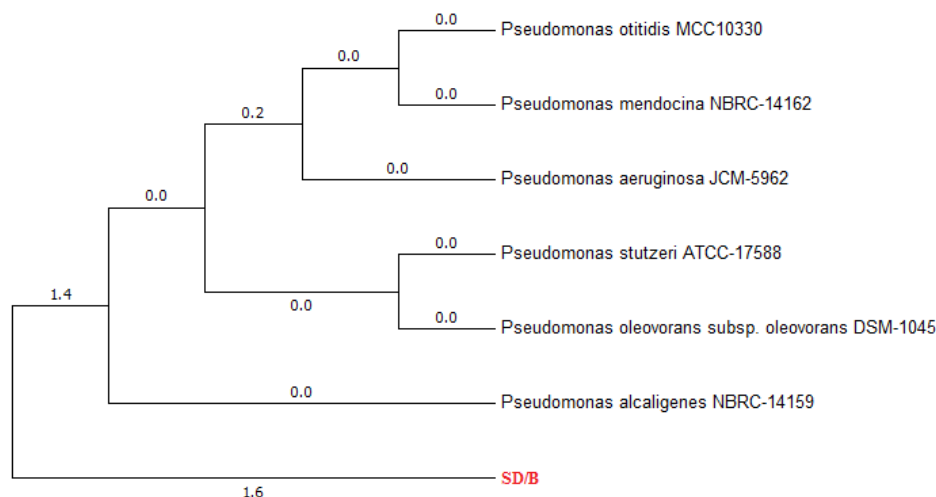 0.0
Pseudomonas otitidis MCC10330
0.0
0.0
Pseudomonas mendocina NBRC-14162
0.2
0.0
Pseudomonas aeruginosa JCM-5962
0.0
0.0
Pseudomonas stutzeri ATCC-17588
0.0
0.0
Pseudomonas oleovorans subsp. oleovorans DSM-1045
1.4
0.0
Pseudomonas alcaligenes NBRC-14159
SD/B
1.6